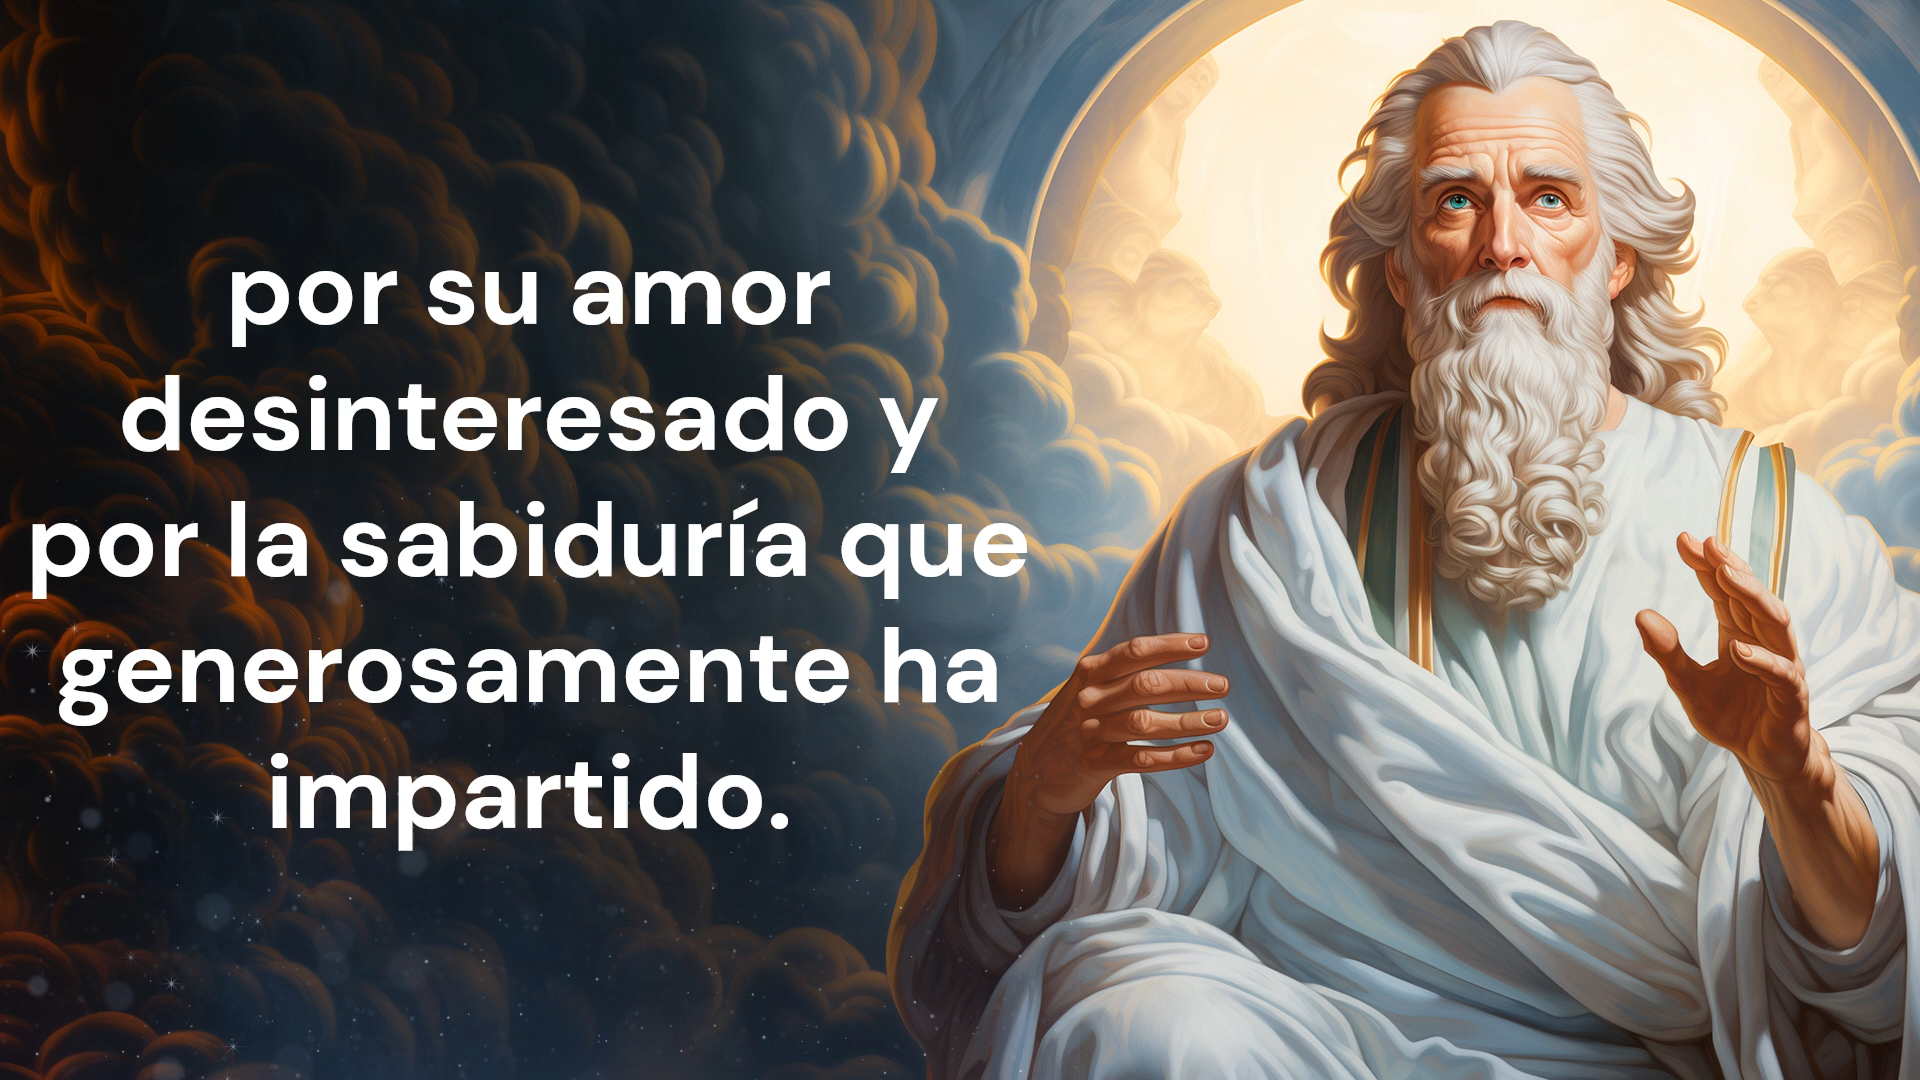 por su amor
desinteresado y
por la sabiduría que
generosamente ha
impartido.